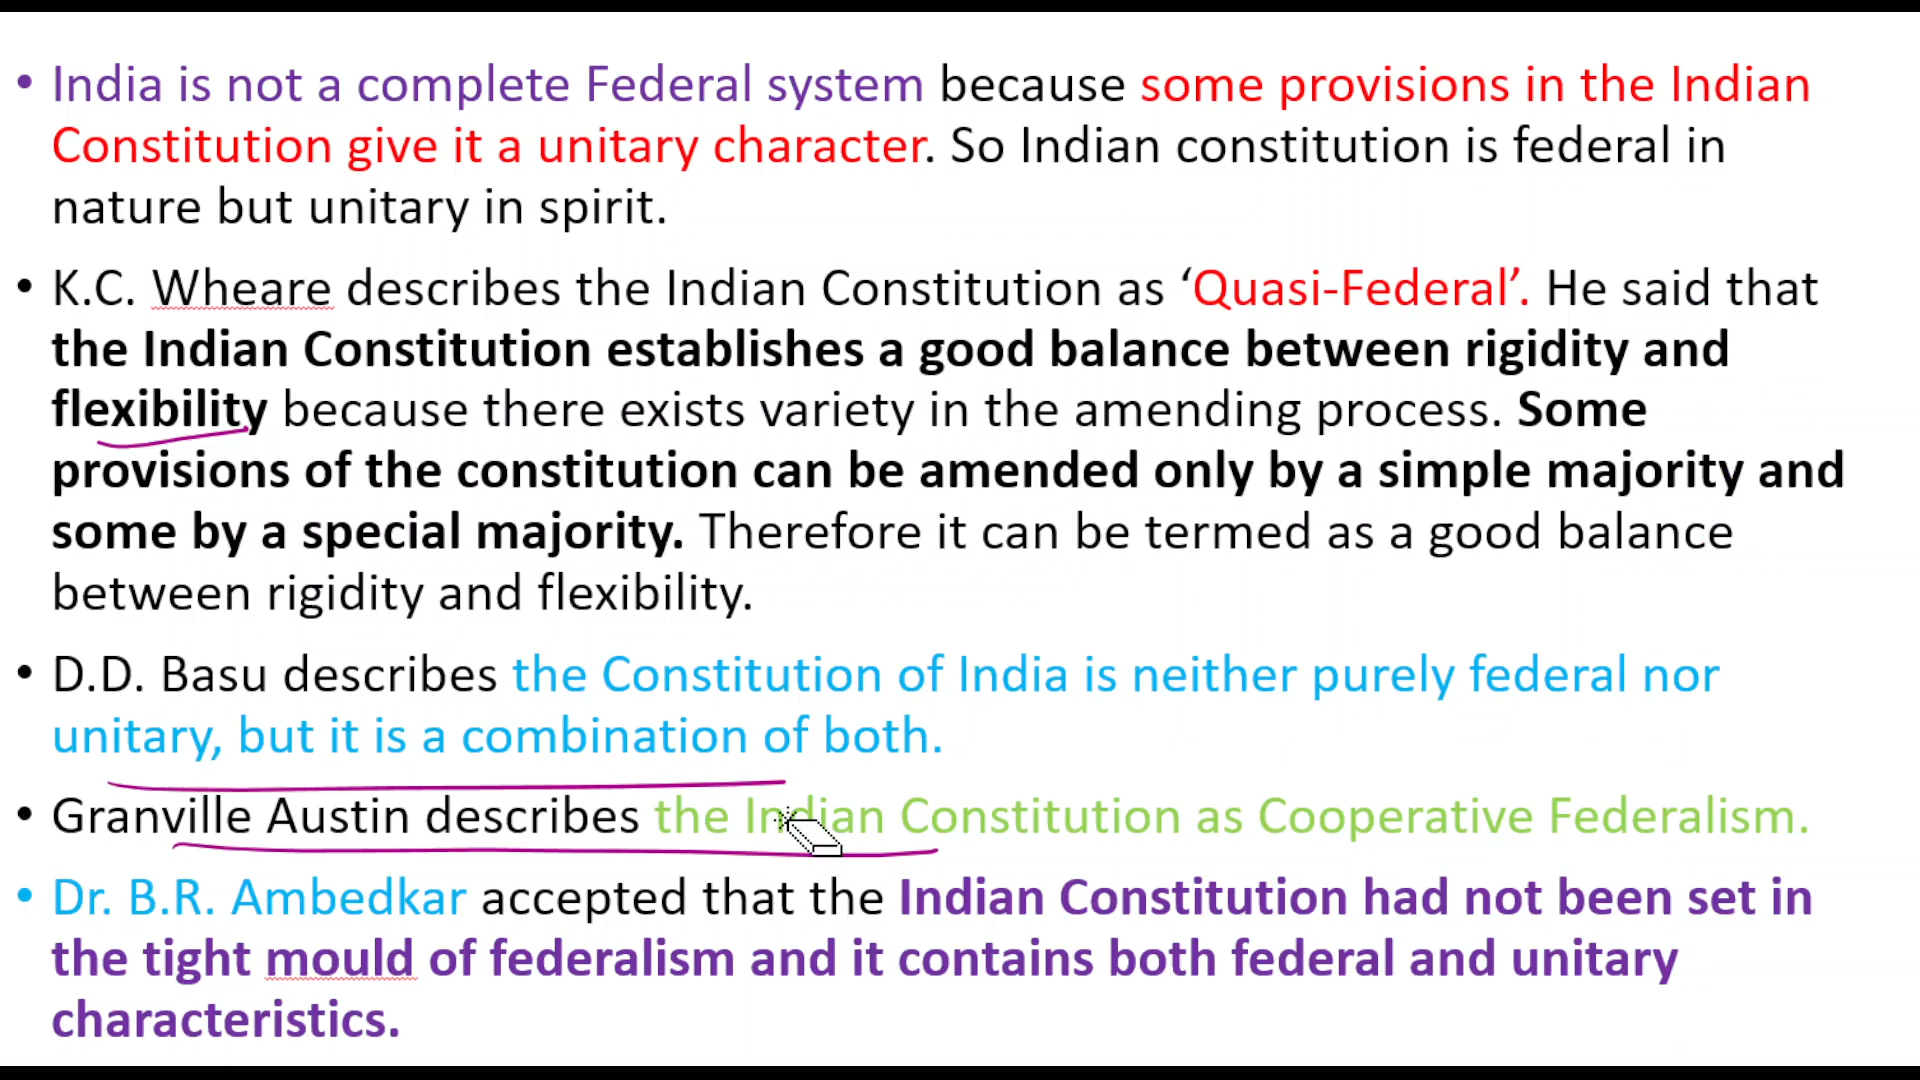 • India is not a complete Federal system because some provisions in the Indian
Constitution give it a unitary character. So Indian constitution is federal in
nature but unitary in spirit.
• K.C. Wheare describes the Indian Constitution as ‘Quasi-Federal’. He said that
the Indian Constitution establishes a good balance between rigidity and
flexibility because there exists variety in the amending process. Some
provisions of the constitution can be amended only by a simple majority and
some by a special majority. Therefore it can be termed as a good balance
between rigidity and flexibility.
• D.D. Basu describes the Constitution of India is neither purely federal nor
unitary, but it is a combination of both.
• Granville Austin describes the Indian Constitution as Cooperative Federalism.
• Dr. B.R. Ambedkar accepted that the Indian Constitution had not been set in
the tight mould of federalism and it contains both federal and unitary
characteristics.